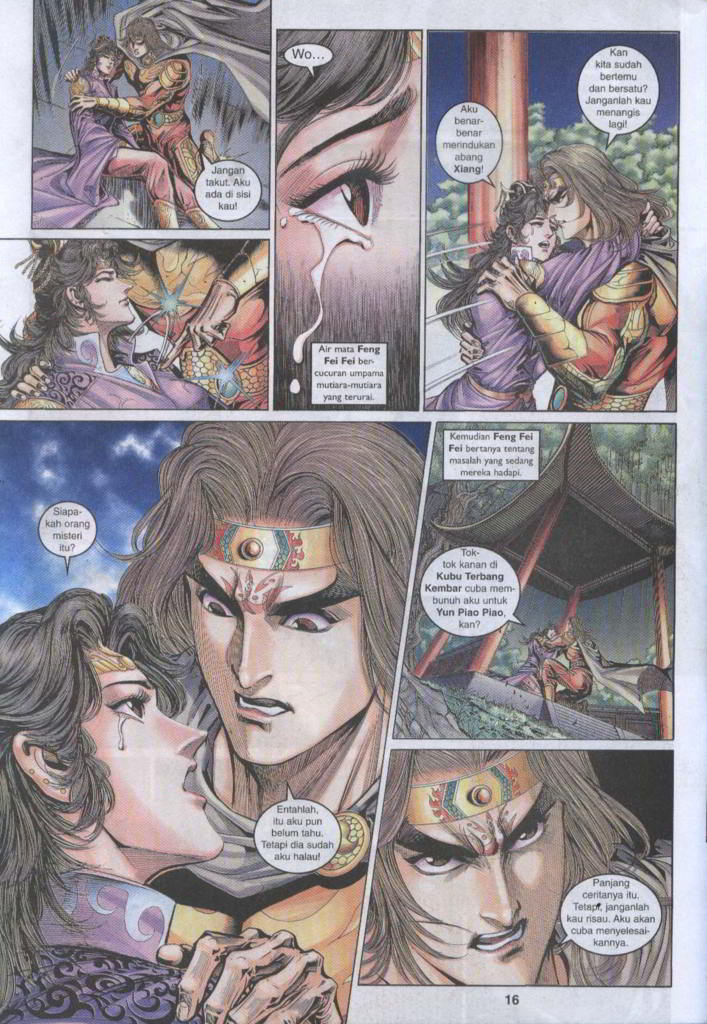 Jangan
takut. Aku
ada di sisi
kau!
Wo...
Air mata Feng
Fei Fei ber-
cucuran umpama
mutiara-mutiara
yang terurai.
Kan
kita sudah
bertemu
dan bersatu?
Janganlah kau
menangis
lagi!
Aku
benar-
benar
merindukan
abang
Xiang!
Siapa-
kah orang
misteri
itu?
Entahlah,
itu aku pun
belum tahu.
Tetapi dia sudah
aku halau!
Kemudian Feng Fei
Fei bertanya tentang
masalah yang sedang
mereka hadapi.
Tok-
tok kanan di
Kubu Terbang
Kembar cuba mem-
bunuh aku untuk
Yun Piao Piao,
kan?
Panjang
ceritanya itu.
Tetapi, janganlah
kau risau. Aku akan
cuba menyelesai-
kannya.
16